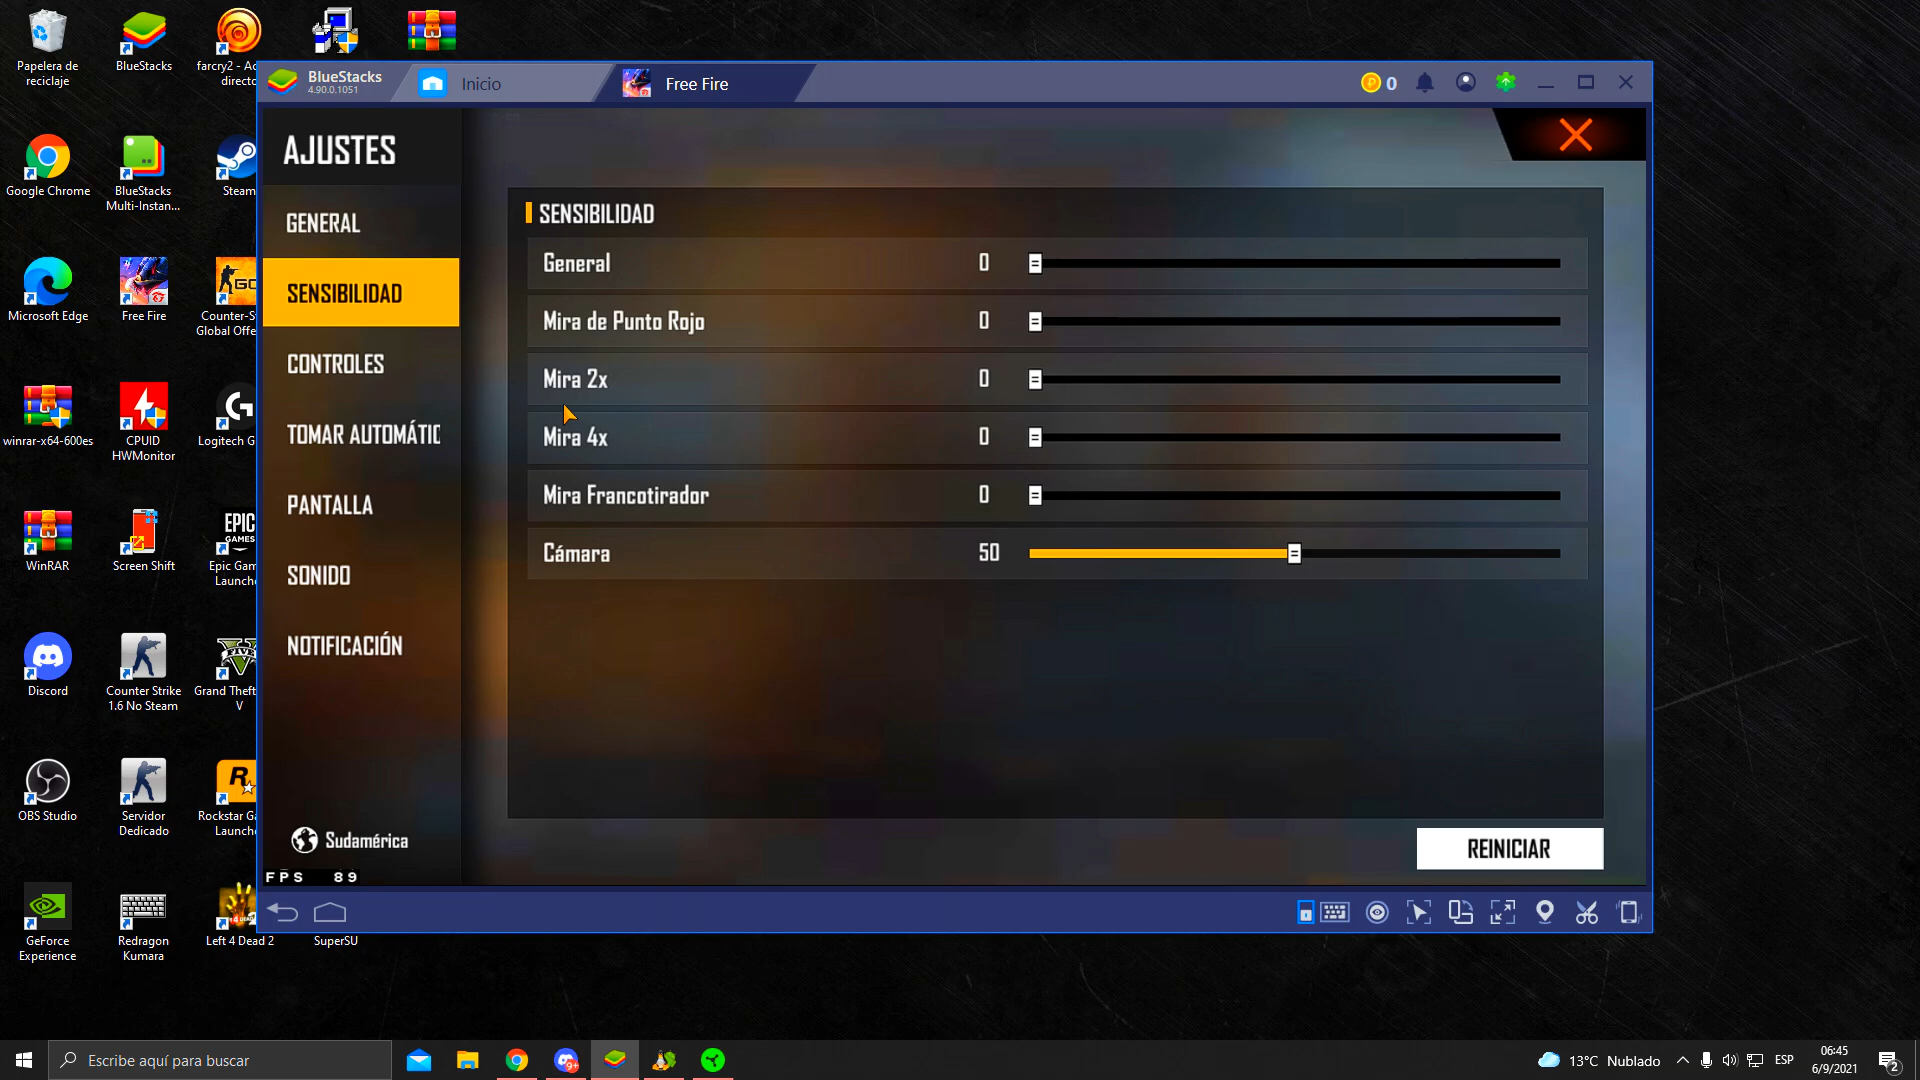 Papelera de
reciclaje
BlueStacks
farcry2 - Ac
directo
BlueStacks
4.90.0.1051
Inicio
Free Fire
0
Google Chrome
BlueStacks
Multi-Instan...
Steam
Microsoft Edge
Free Fire
Counter-S
Global Offe
winrar-x64-600es
CPUID
HWMonitor
Logitech G
WinRAR
Screen Shift
EPIC
GAMES
Epic Gam
Launch
Discord
Counter Strike
1.6 No Steam
Grand Theft
V
OBS Studio
Servidor
Dedicado
Rockstar Ga
Launch
GeForce
Experience
Redragon
Kumara
Left 4 Dead 2
SuperSU
AJUSTES
GENERAL
SENSIBILIDAD
CONTROLES
TOMAR AUTOMÁTIC
PANTALLA
SONIDO
NOTIFICACIÓN
Sudamérica
FPS 89
SENSIBILIDAD
General 0
Mira de Punto Rojo 0
Mira 2x 0
Mira 4x 0
Mira Francotirador 0
Cámara 50
REINICIAR
Escribe aquí para buscar
9+
13°C Nublado
ESP
06:45
6/9/2021
2